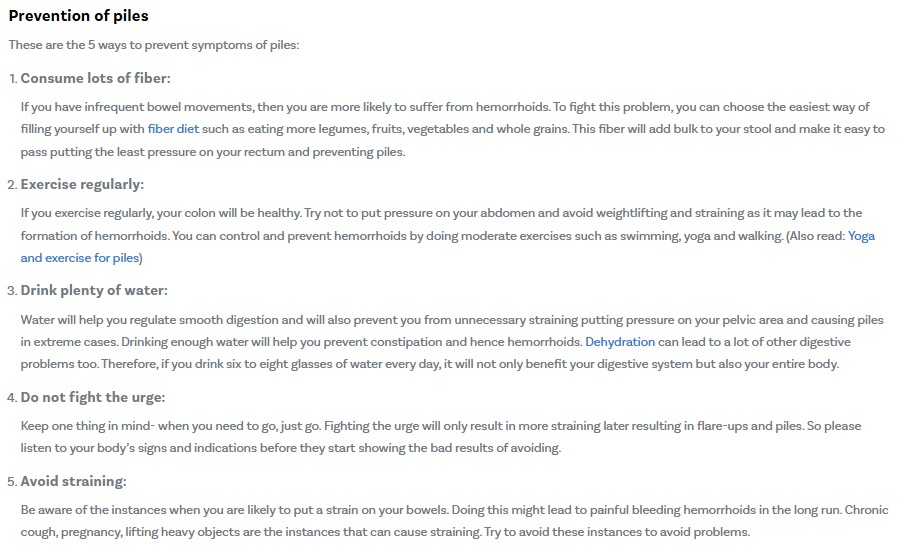 Prevention of piles
These are the 5 ways to prevent symptoms of piles:
1. Consume lots of fiber:
If you have infrequent bowel movements, then you are more likely to suffer from hemorrhoids. To fight this problem, you can choose the easiest way of
filling yourself up with fiber diet such as eating more legumes, fruits, vegetables and whole grains. This fiber will add bulk to your stool and make it easy to
pass putting the least pressure on your rectum and preventing piles.
2. Exercise regularly:
If you exercise regularly, your colon will be healthy. Try not to put pressure on your abdomen and avoid weightlifting and straining as it may lead to the
formation of hemorrhoids. You can control and prevent hemorrhoids by doing moderate exercises such as swimming, yoga and walking. (Also read: Yoga
and exercise for piles)
3. Drink plenty of water:
Water will help you regulate smooth digestion and will also prevent you from unnecessary straining putting pressure on your pelvic area and causing piles
in extreme cases. Drinking enough water will help you prevent constipation and hence hemorrhoids. Dehydration can lead to a lot of other digestive
problems too. Therefore, if you drink six to eight glasses of water every day, it will not only benefit your digestive system but also your entire body.
4. Do not fight the urge:
Keep one thing in mind- when you need to go, just go. Fighting the urge will only result in more straining later resulting in flare-ups and piles. So please
listen to your body's signs and indications before they start showing the bad results of avoiding.
5. Avoid straining:
Be aware of the instances when you are likely to put a strain on your bowels. Doing this might lead to painful bleeding hemorrhoids in the long run. Chronic
cough, pregnancy, lifting heavy objects are the instances that can cause straining. Try to avoid these instances to avoid problems.